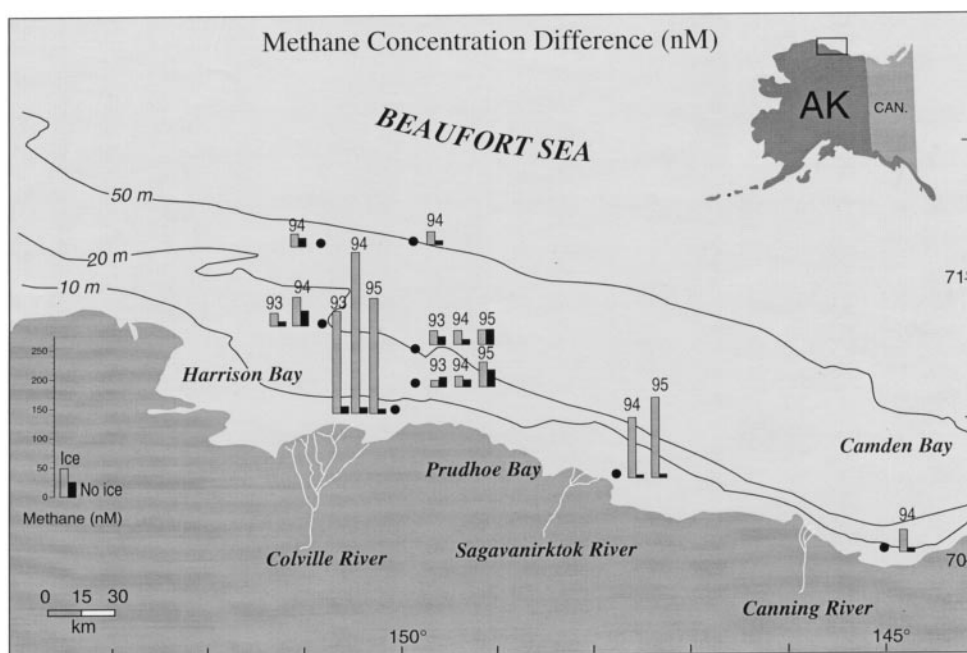 Methane Concentration Difference (nM)
AK
CAN.
BEAUFORT SEA
50 m
20 m
10 m
94
94
94
93
94
93
95
93
94
95
93
94
95
94
95
94
71
70
Harrison Bay
Prudhoe Bay
Camden Bay
250
200
150
100
50
0
Ice
No ice
Methane (nM)
Colville River
Sagavanirktok River
Canning River
0 15 30
km
150°
145°